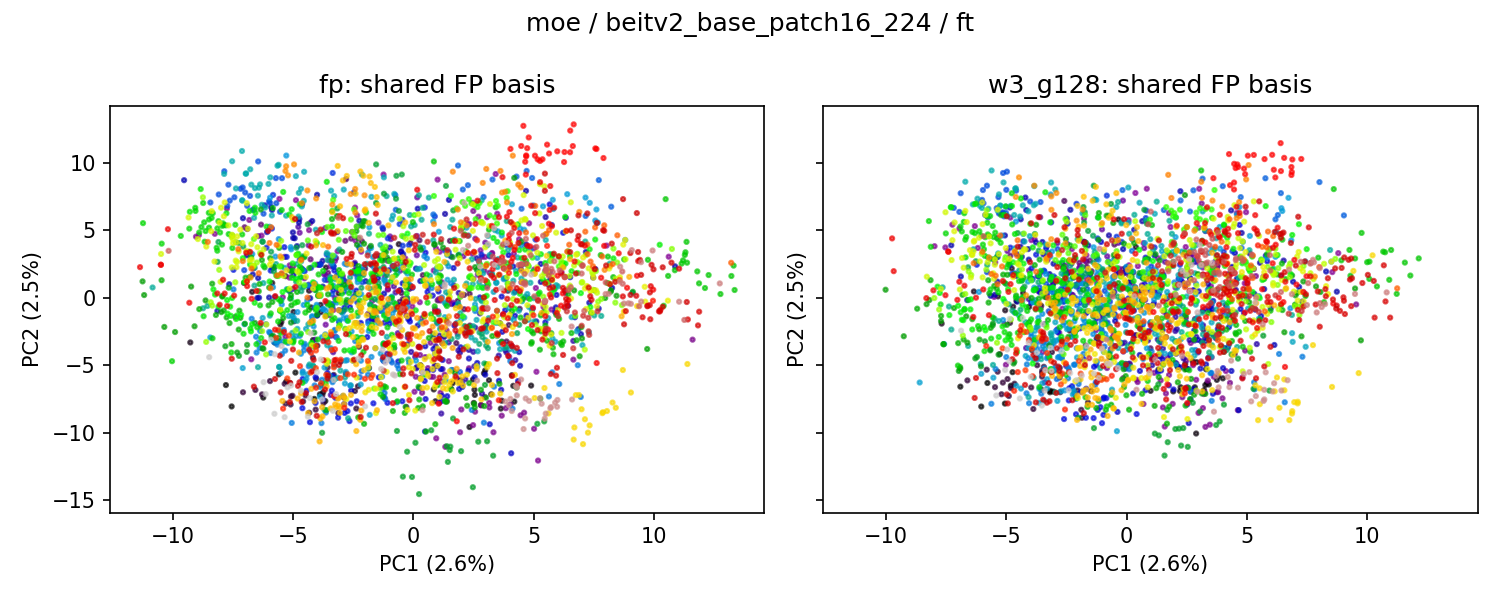 moe / beitv2_base_patch16_224 / ft
fp: shared FP basis
w3_g128: shared FP basis
PC2 (2.5%)
10
5
0
−5
−10
−15
−10
−5
0
5
10
PC1 (2.6%)
PC2 (2.5%)
−10
−5
0
5
10
PC1 (2.6%)